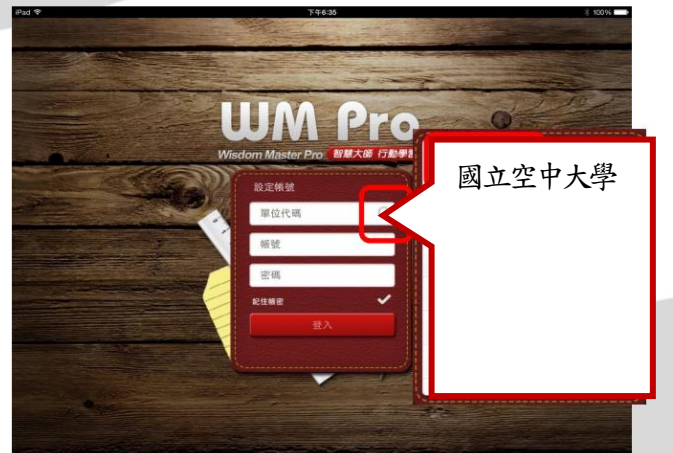 iPad
下午6:35
100%
WM Pro
Wisdom Master Pro 智慧大師 行動學
設定帳號
單位代碼
帳號
密碼
記住帳密
登入
國立空中大學